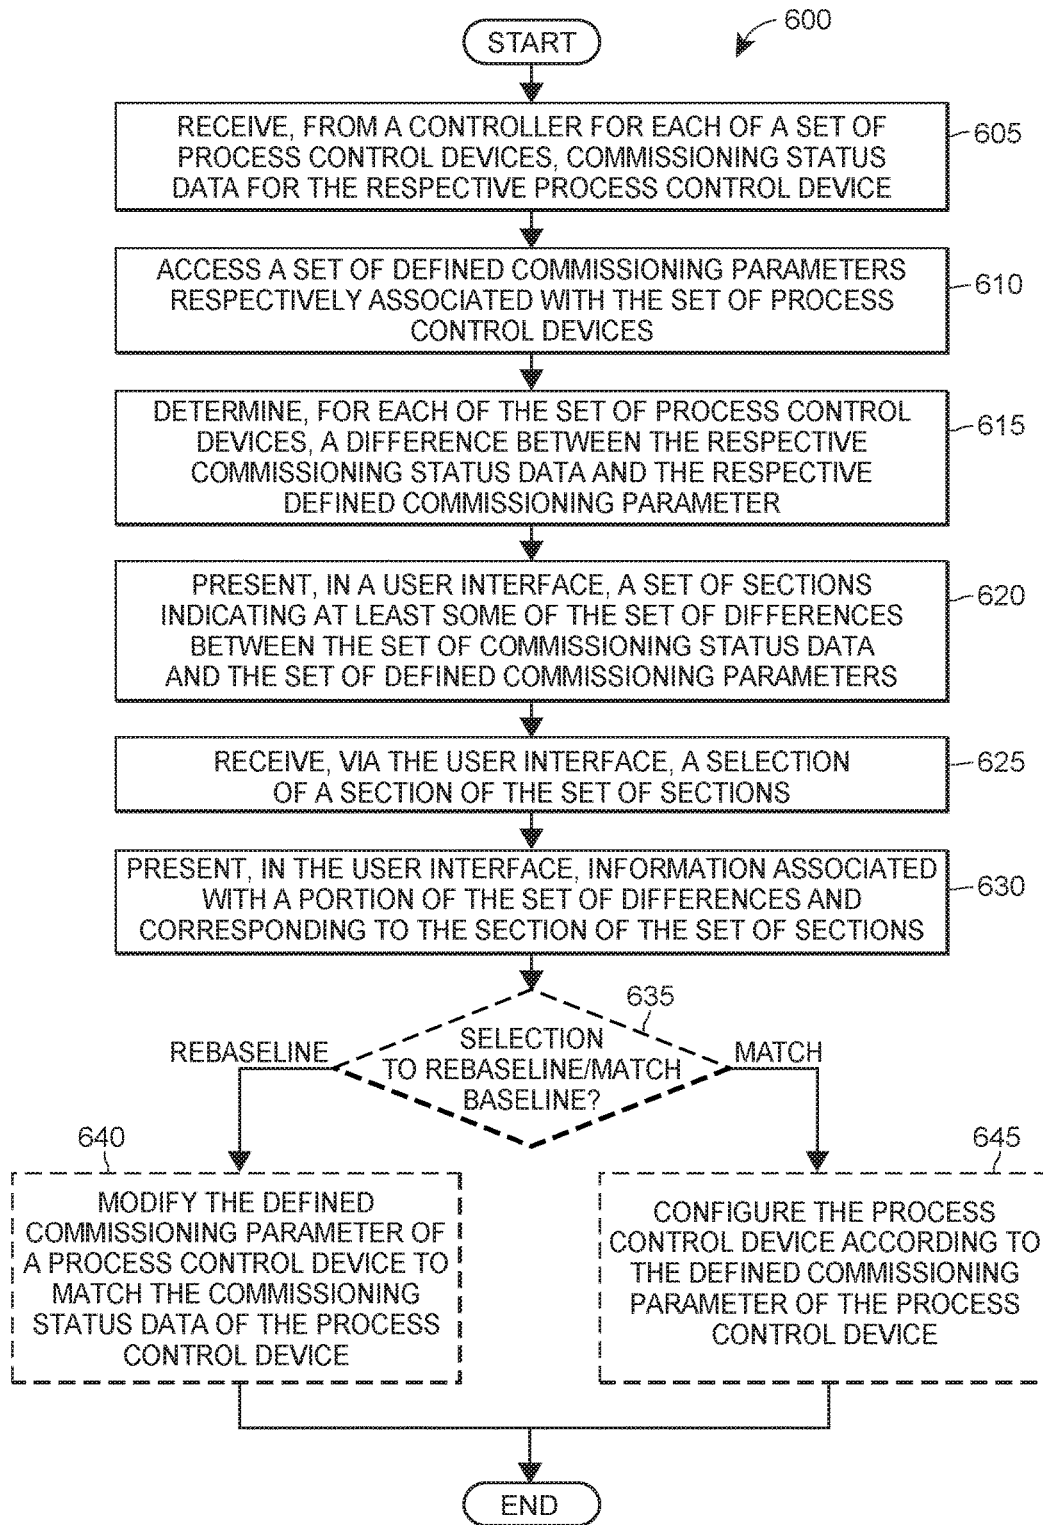 START
600
RECEIVE, FROM A CONTROLLER FOR EACH OF A SET OF
PROCESS CONTROL DEVICES, COMMISSIONING STATUS
DATA FOR THE RESPECTIVE PROCESS CONTROL DEVICE
605
ACCESS A SET OF DEFINED COMMISSIONING PARAMETERS
RESPECTIVELY ASSOCIATED WITH THE SET OF PROCESS
CONTROL DEVICES
610
DETERMINE, FOR EACH OF THE SET OF PROCESS CONTROL
DEVICES, A DIFFERENCE BETWEEN THE RESPECTIVE
COMMISSIONING STATUS DATA AND THE RESPECTIVE
DEFINED COMMISSIONING PARAMETER
615
PRESENT, IN A USER INTERFACE, A SET OF SECTIONS
INDICATING AT LEAST SOME OF THE SET OF DIFFERENCES
BETWEEN THE SET OF COMMISSIONING STATUS DATA
AND THE SET OF DEFINED COMMISSIONING PARAMETERS
620
RECEIVE, VIA THE USER INTERFACE, A SELECTION
OF A SECTION OF THE SET OF SECTIONS
625
PRESENT, IN THE USER INTERFACE, INFORMATION ASSOCIATED
WITH A PORTION OF THE SET OF DIFFERENCES AND
CORRESPONDING TO THE SECTION OF THE SET OF SECTIONS
630
635
SELECTION
TO REBASELINE/MATCH
BASELINE?
REBASELINE
MATCH
640
MODIFY THE DEFINED
COMMISSIONING PARAMETER OF
A PROCESS CONTROL DEVICE TO
MATCH THE COMMISSIONING
STATUS DATA OF THE PROCESS
CONTROL DEVICE
645
CONFIGURE THE PROCESS
CONTROL DEVICE ACCORDING TO
THE DEFINED COMMISSIONING
PARAMETER OF THE PROCESS
CONTROL DEVICE
END